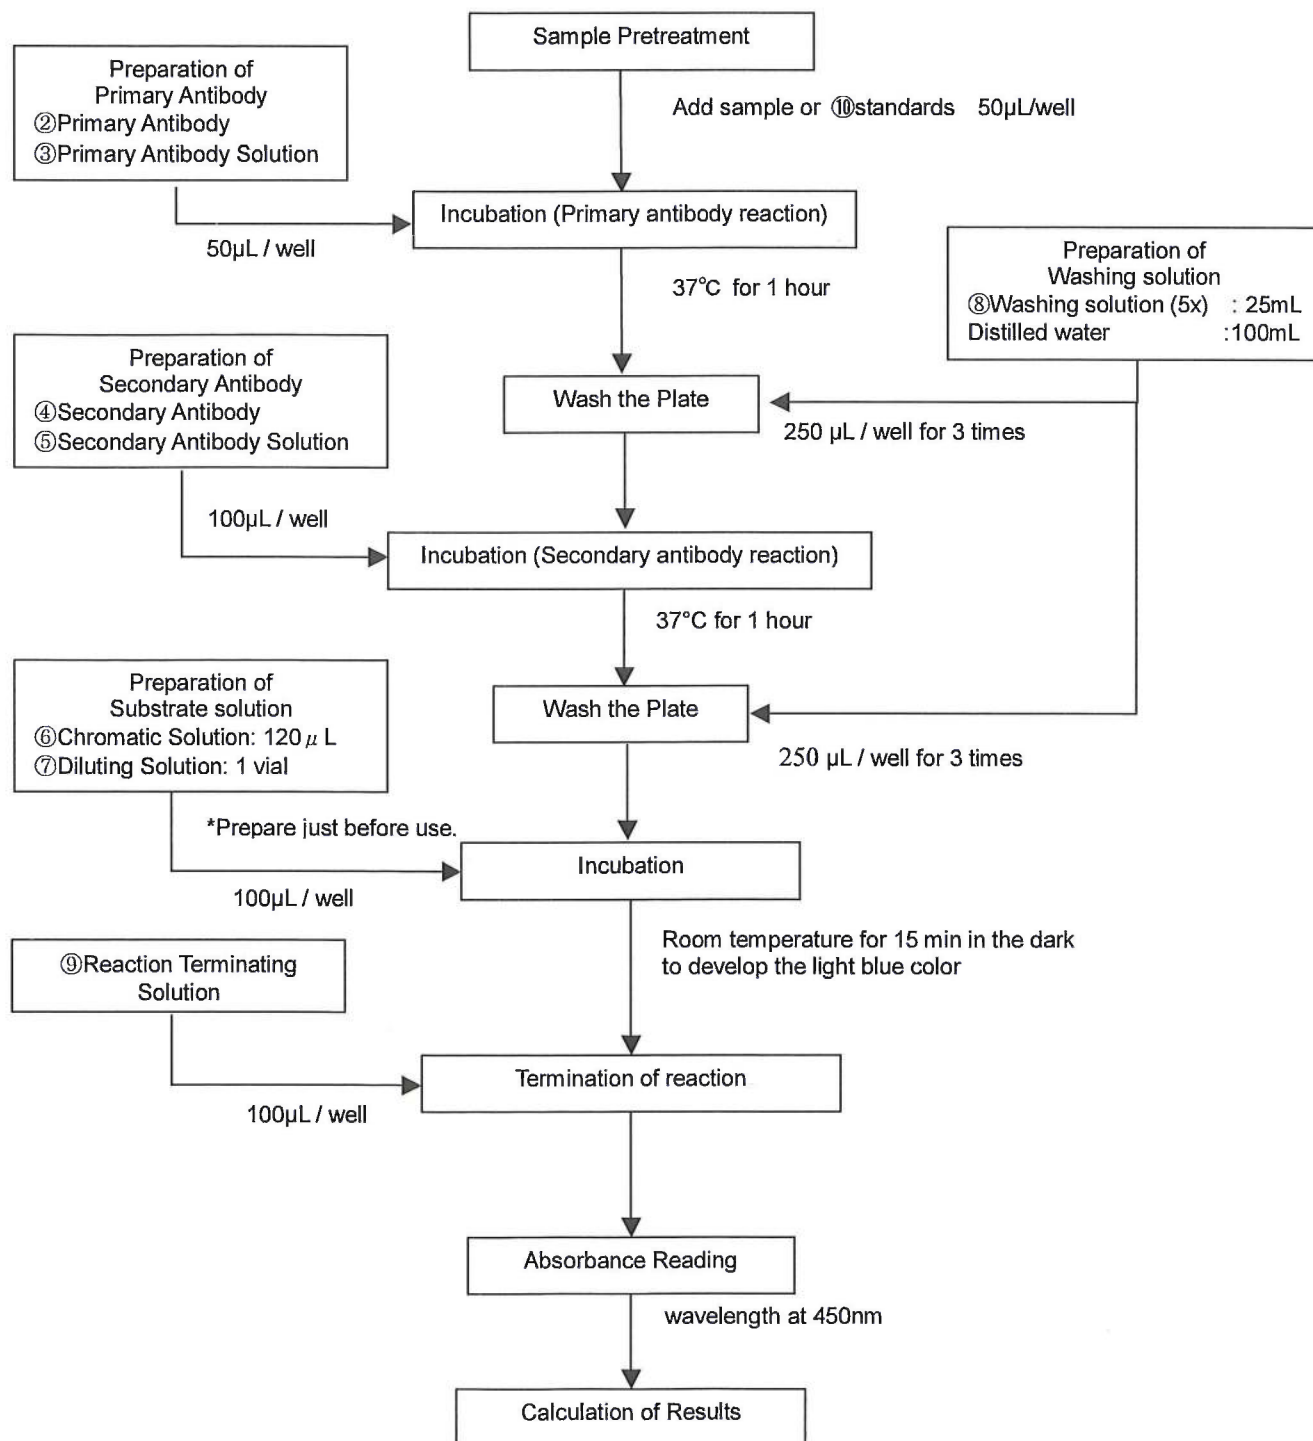 Sample Pretreatment
Preparation of
Primary Antibody
②Primary Antibody
③Primary Antibody Solution
Add sample or ⑩standards 50µL/well
Incubation (Primary antibody reaction)
50µL / well
37℃ for 1 hour
Preparation of
Washing solution
⑧Washing solution (5x) : 25mL
Distilled water :100mL
Preparation of
Secondary Antibody
④Secondary Antibody
⑤Secondary Antibody Solution
Wash the Plate
250 µL / well for 3 times
100µL / well
Incubation (Secondary antibody reaction)
37°C for 1 hour
Preparation of
Substrate solution
⑥Chromatic Solution: 120 μ L
⑦Diluting Solution: 1 vial
Wash the Plate
250 µL / well for 3 times
*Prepare just before use.
Incubation
100µL / well
Room temperature for 15 min in the dark
to develop the light blue color
⑨Reaction Terminating
Solution
Termination of reaction
100µL / well
Absorbance Reading
wavelength at 450nm
Calculation of Results